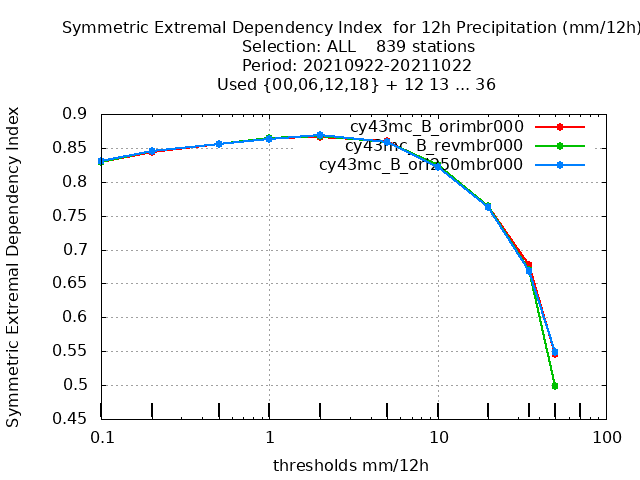 Symmetric Extremal Dependency Index  for 12h Precipitation (mm/12h)
Selection: ALL    839 stations
Period: 20210922-20211022
Used {00,06,12,18} + 12 13 ... 36
Symmetric Extremal Dependency Index
0.9
0.85
0.8
0.75
0.7
0.65
0.6
0.55
0.5
0.45
cy43mc_B_orimbr000
cy43mc_B_revmbr000
cy43mc_B_ori250mbr000
0.1 1 10 100
thresholds mm/12h